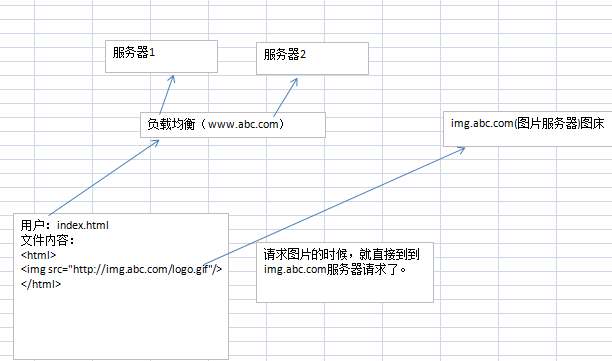 服务器1
服务器2
负载均衡（www.abc.com）
img.abc.com(图片服务器)图床
用户：index.html
文件内容：
<html>
<img src="http://img.abc.com/logo.gif"/>
</html>
请求图片的时候，就直接到到
img.abc.com服务器请求了。